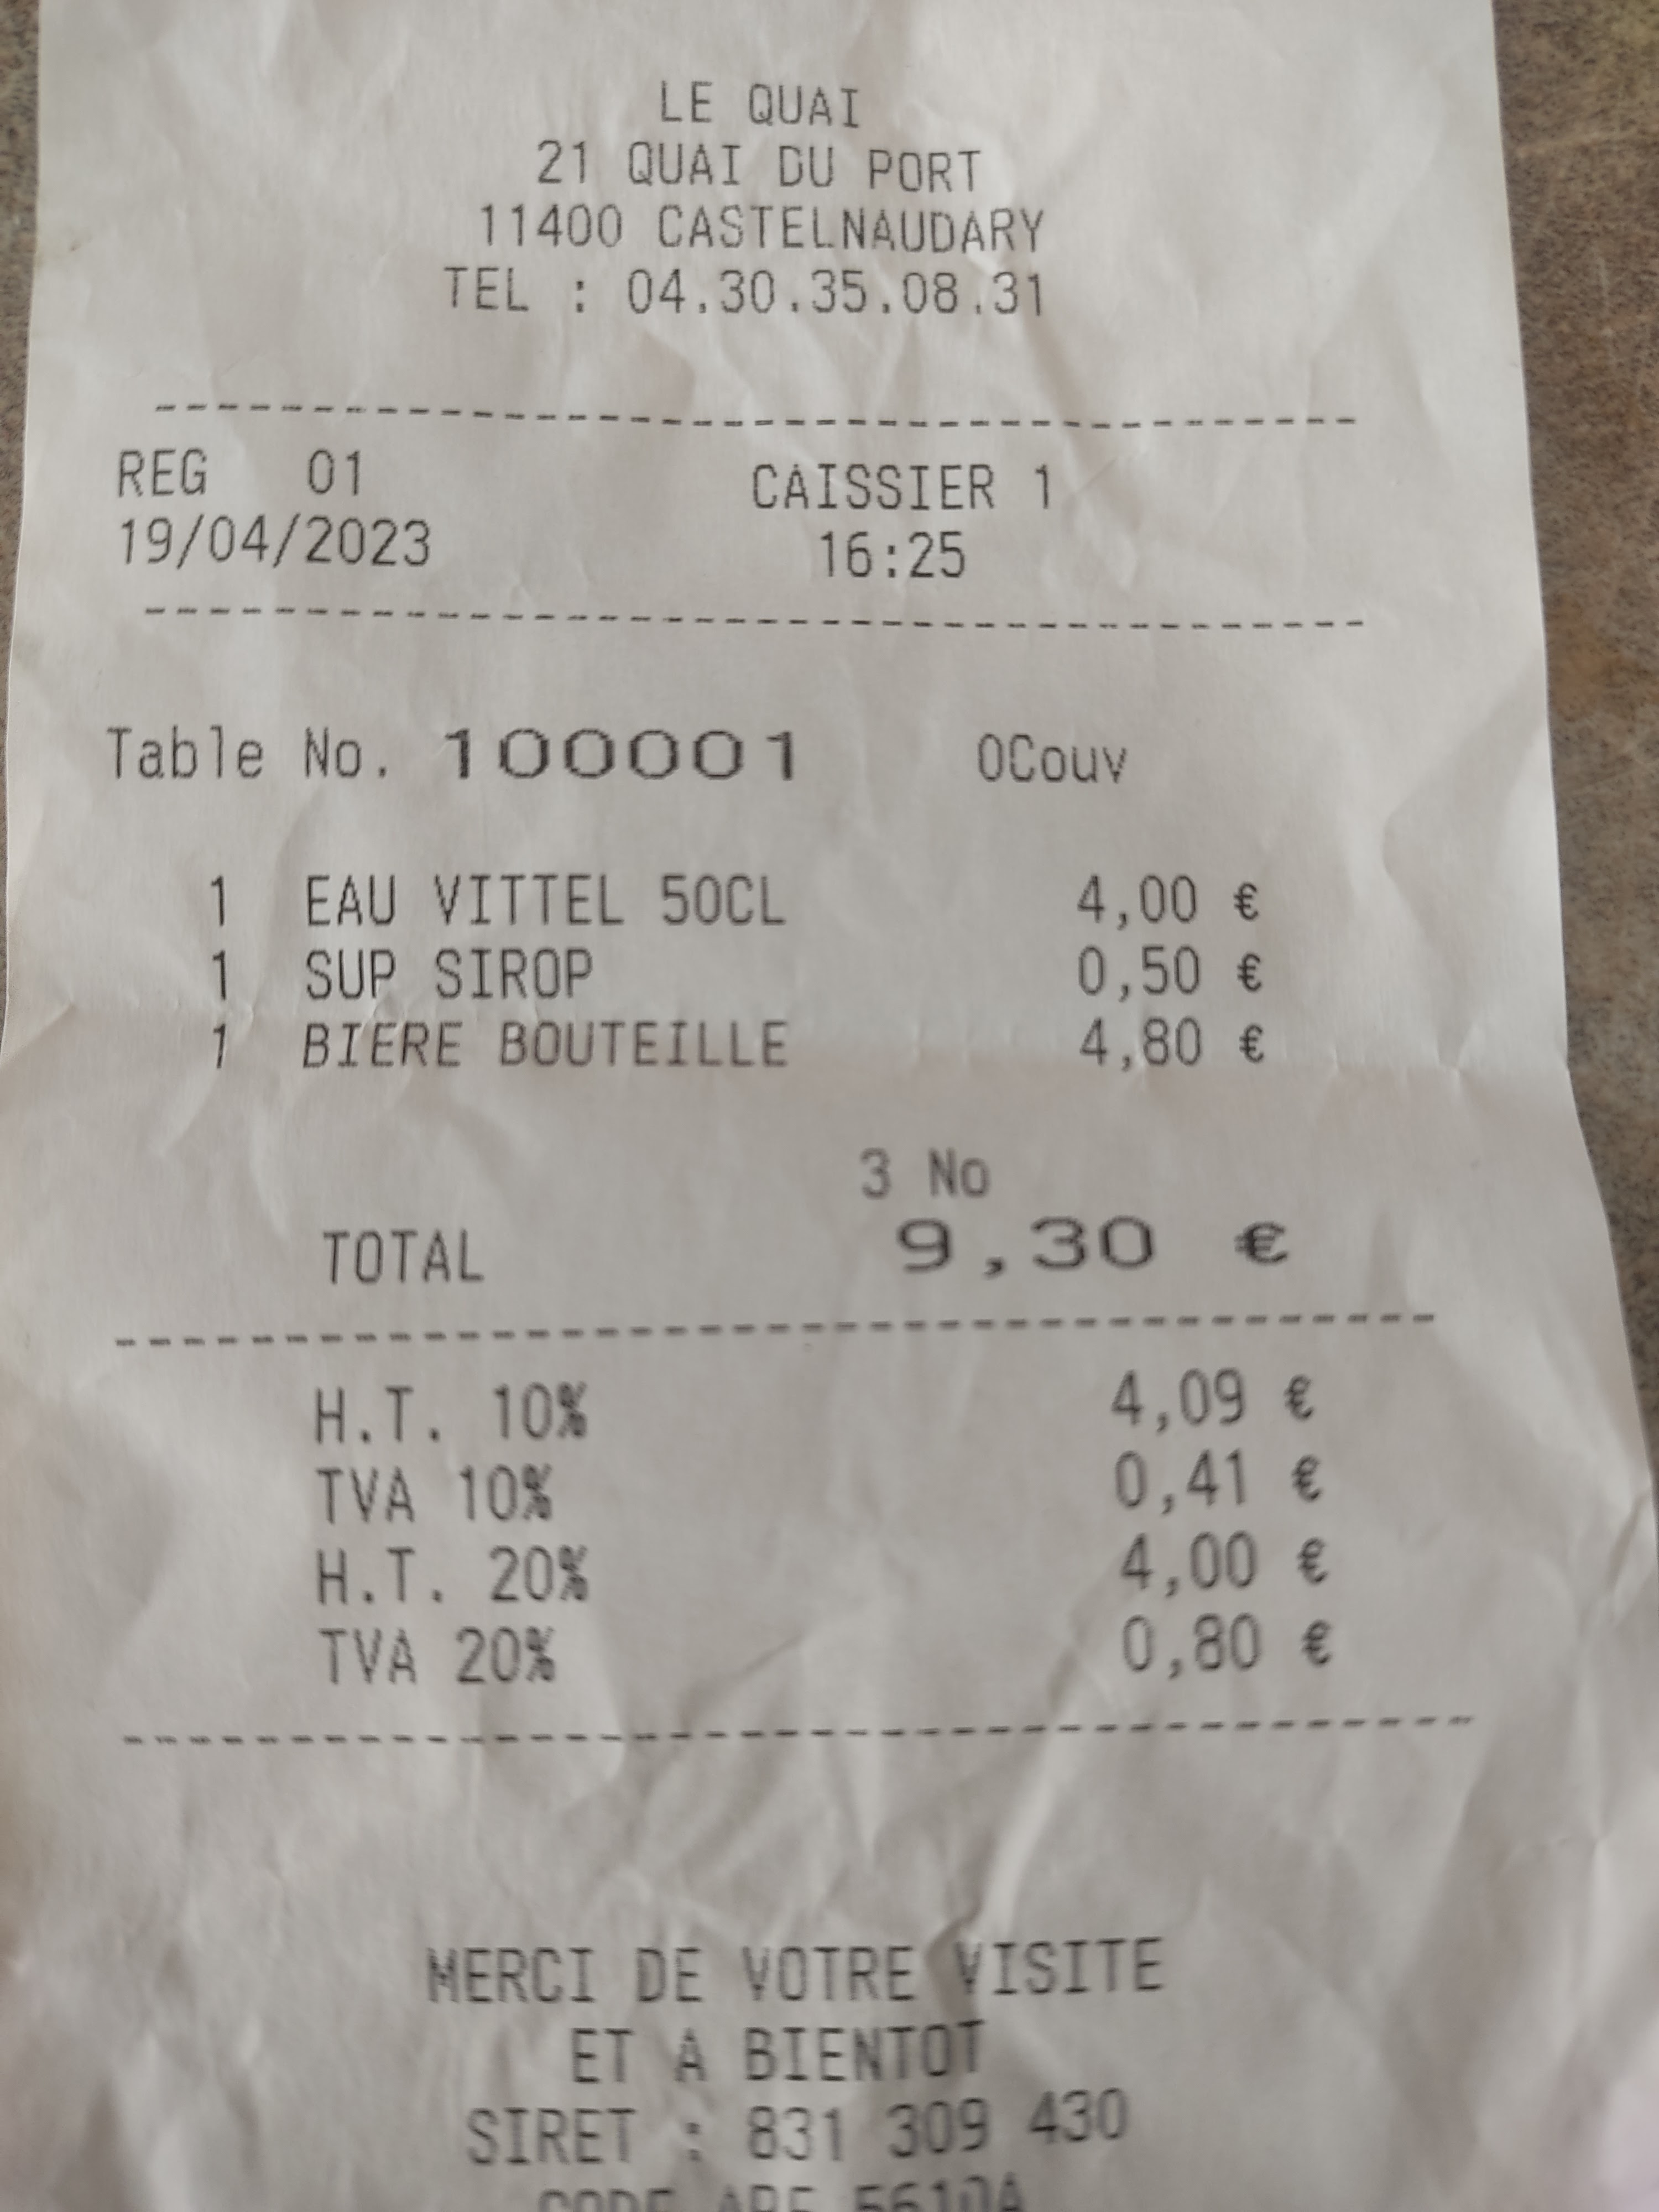 LE QUAI
21 QUAI DU PORT
11400 CASTELNAUDARY
TEL : 04.30.35.08.31
REG 01 CAISSIER 1
19/04/2023 16:25
Table No. 100001 0Couv
1 EAU VITTEL 50CL 4,00 €
1 SUP SIROP 0,50 €
1 BIERE BOUTEILLE 4,80 €
3 No
TOTAL 9,30 €
H.T. 10% 4,09 €
TVA 10% 0,41 €
H.T. 20% 4,00 €
TVA 20% 0,80 €
MERCI DE VOTRE VISITE
ET A BIENTOT
SIRET : 831 309 430
CODE APE 5610A